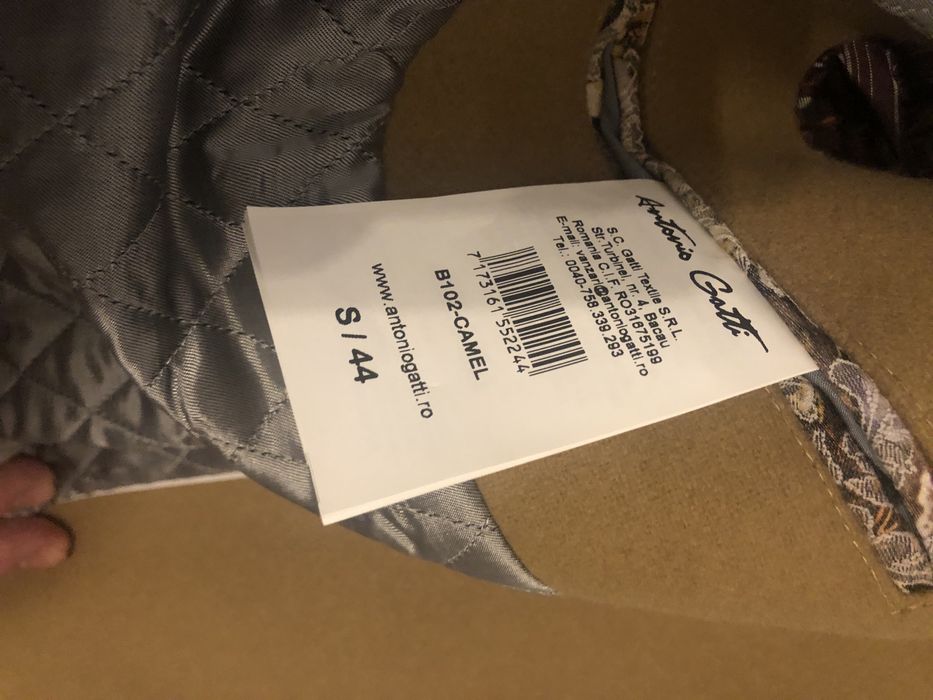 Antonio Gatti
S.C. Gatti Textile S.R.L.
Str.Turbinei, nr. 4, Bacau
Romania C.I.F. RO31675199
E-mail: vanzari@antoniogatti.ro
Tel.: 0040-758.339.293
7 173161 552244
B102-CAMEL
www.antoniogatti.ro
S / 44